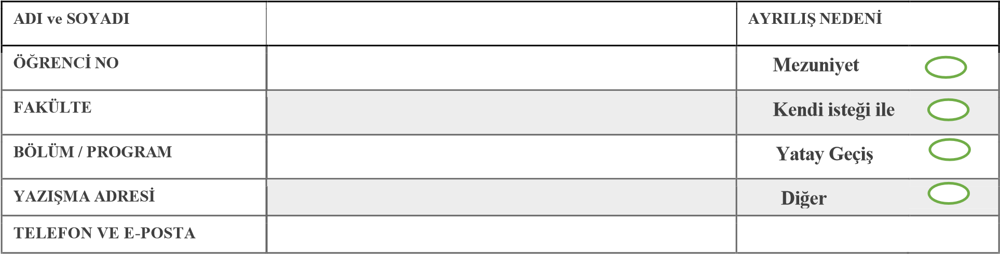 ADI ve SOYADI
AYRILIŞ NEDENİ
ÖĞRENCİ NO
Mezuniyet
FAKÜLTE
Kendi isteği ile
BÖLÜM / PROGRAM
Yatay Geçiş
YAZIŞMA ADRESİ
Diğer
TELEFON VE E-POSTA